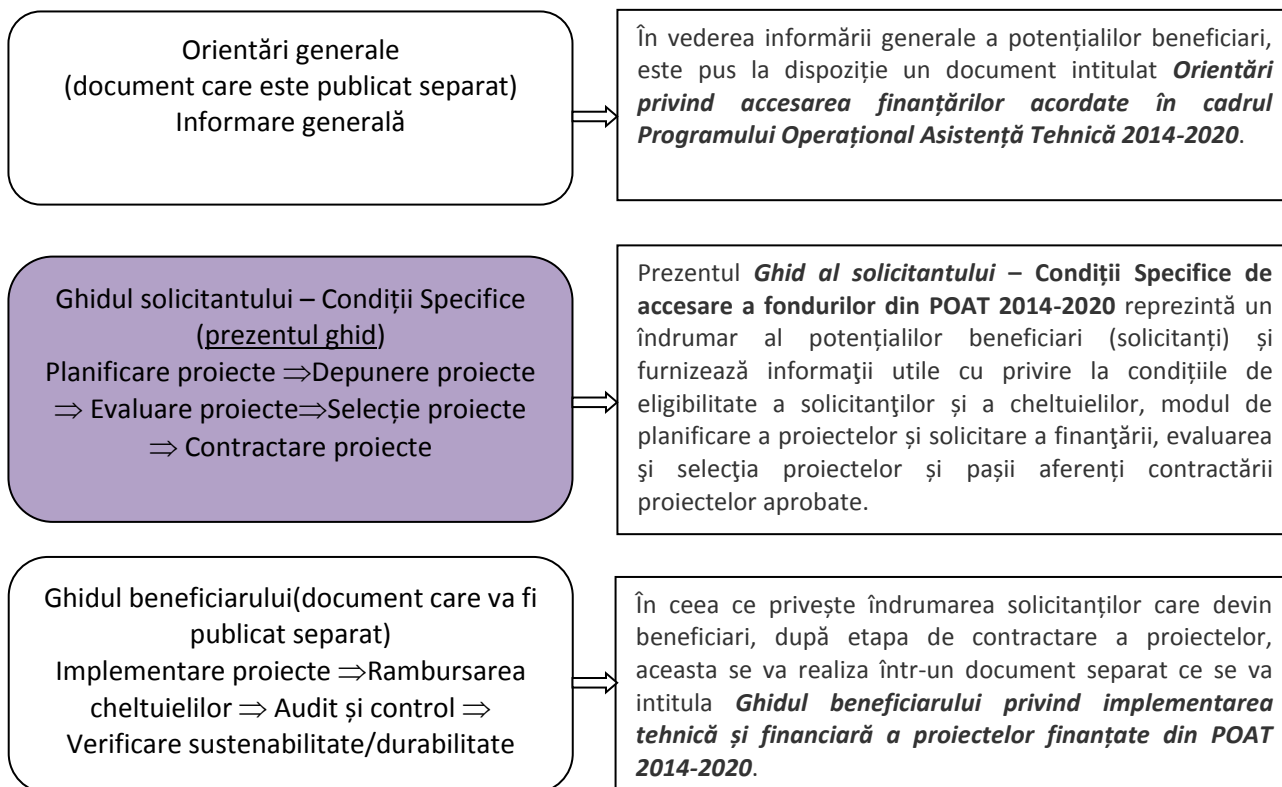 Orientări generale
(document care este publicat separat)
Informare generală
În vederea informării generale a potențialilor beneficiari,
este pus la dispoziție un document intitulat Orientări
privind accesarea finanțărilor acordate în cadrul
Programului Operațional Asistență Tehnică 2014-2020.
Ghidul solicitantului – Condiții Specifice
(prezentul ghid)
Planificare proiecte ⇒Depunere proiecte
⇒ Evaluare proiecte⇒Selecție proiecte
⇒ Contractare proiecte
Prezentul Ghid al solicitantului – Condiții Specifice de
accesare a fondurilor din POAT 2014-2020 reprezintă un
îndrumar al potențialilor beneficiari (solicitanți) și
furnizează informaţii utile cu privire la condițiile de
eligibilitate a solicitanţilor și a cheltuielilor, modul de
planificare a proiectelor și solicitare a finanţării, evaluarea
şi selecţia proiectelor și pașii aferenți contractării
proiectelor aprobate.
Ghidul beneficiarului(document care va fi
publicat separat)
Implementare proiecte ⇒Rambursarea
cheltuielilor ⇒ Audit și control ⇒
Verificare sustenabilitate/durabilitate
În ceea ce privește îndrumarea solicitanților care devin
beneficiari, după etapa de contractare a proiectelor,
aceasta se va realiza într-un document separat ce se va
intitula Ghidul beneficiarului privind implementarea
tehnică și financiară a proiectelor finanțate din POAT
2014-2020.